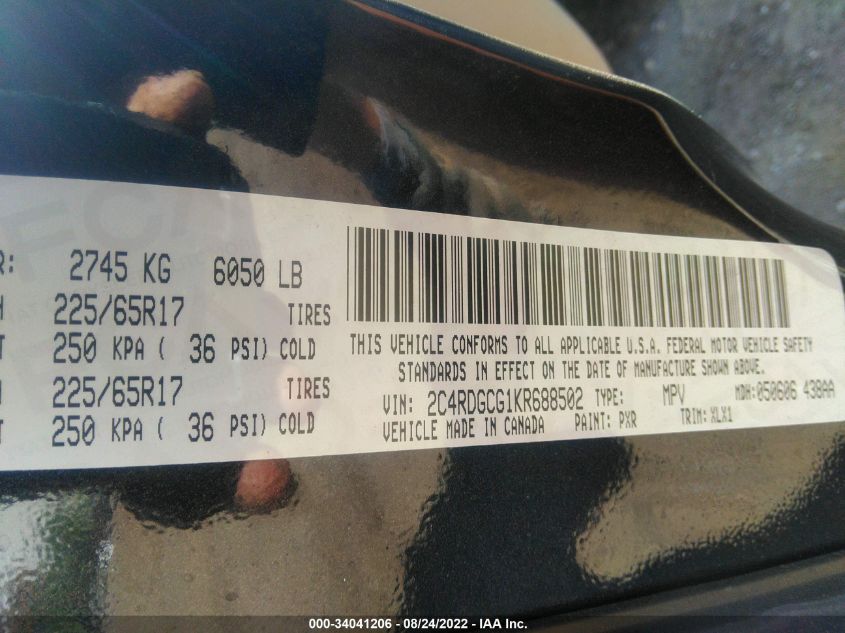 R: 2745 KG 6050 LB
225/65R17 TIRES
250 KPA ( 36 PSI) COLD
225/65R17 TIRES
250 KPA ( 36 PSI) COLD
THIS VEHICLE CONFORMS TO ALL APPLICABLE U.S.A. FEDERAL MOTOR VEHICLE SAFETY
STANDARDS IN EFFECT ON THE DATE OF MANUFACTURE SHOWN ABOVE.
VIN: 2C4RDGCG1KR688502 TYPE: MPV MDH: 050606 438AA
VEHICLE MADE IN CANADA PAINT: PXR TRIM: XLX1
000-34041206 - 08/24/2022 - IAA Inc.